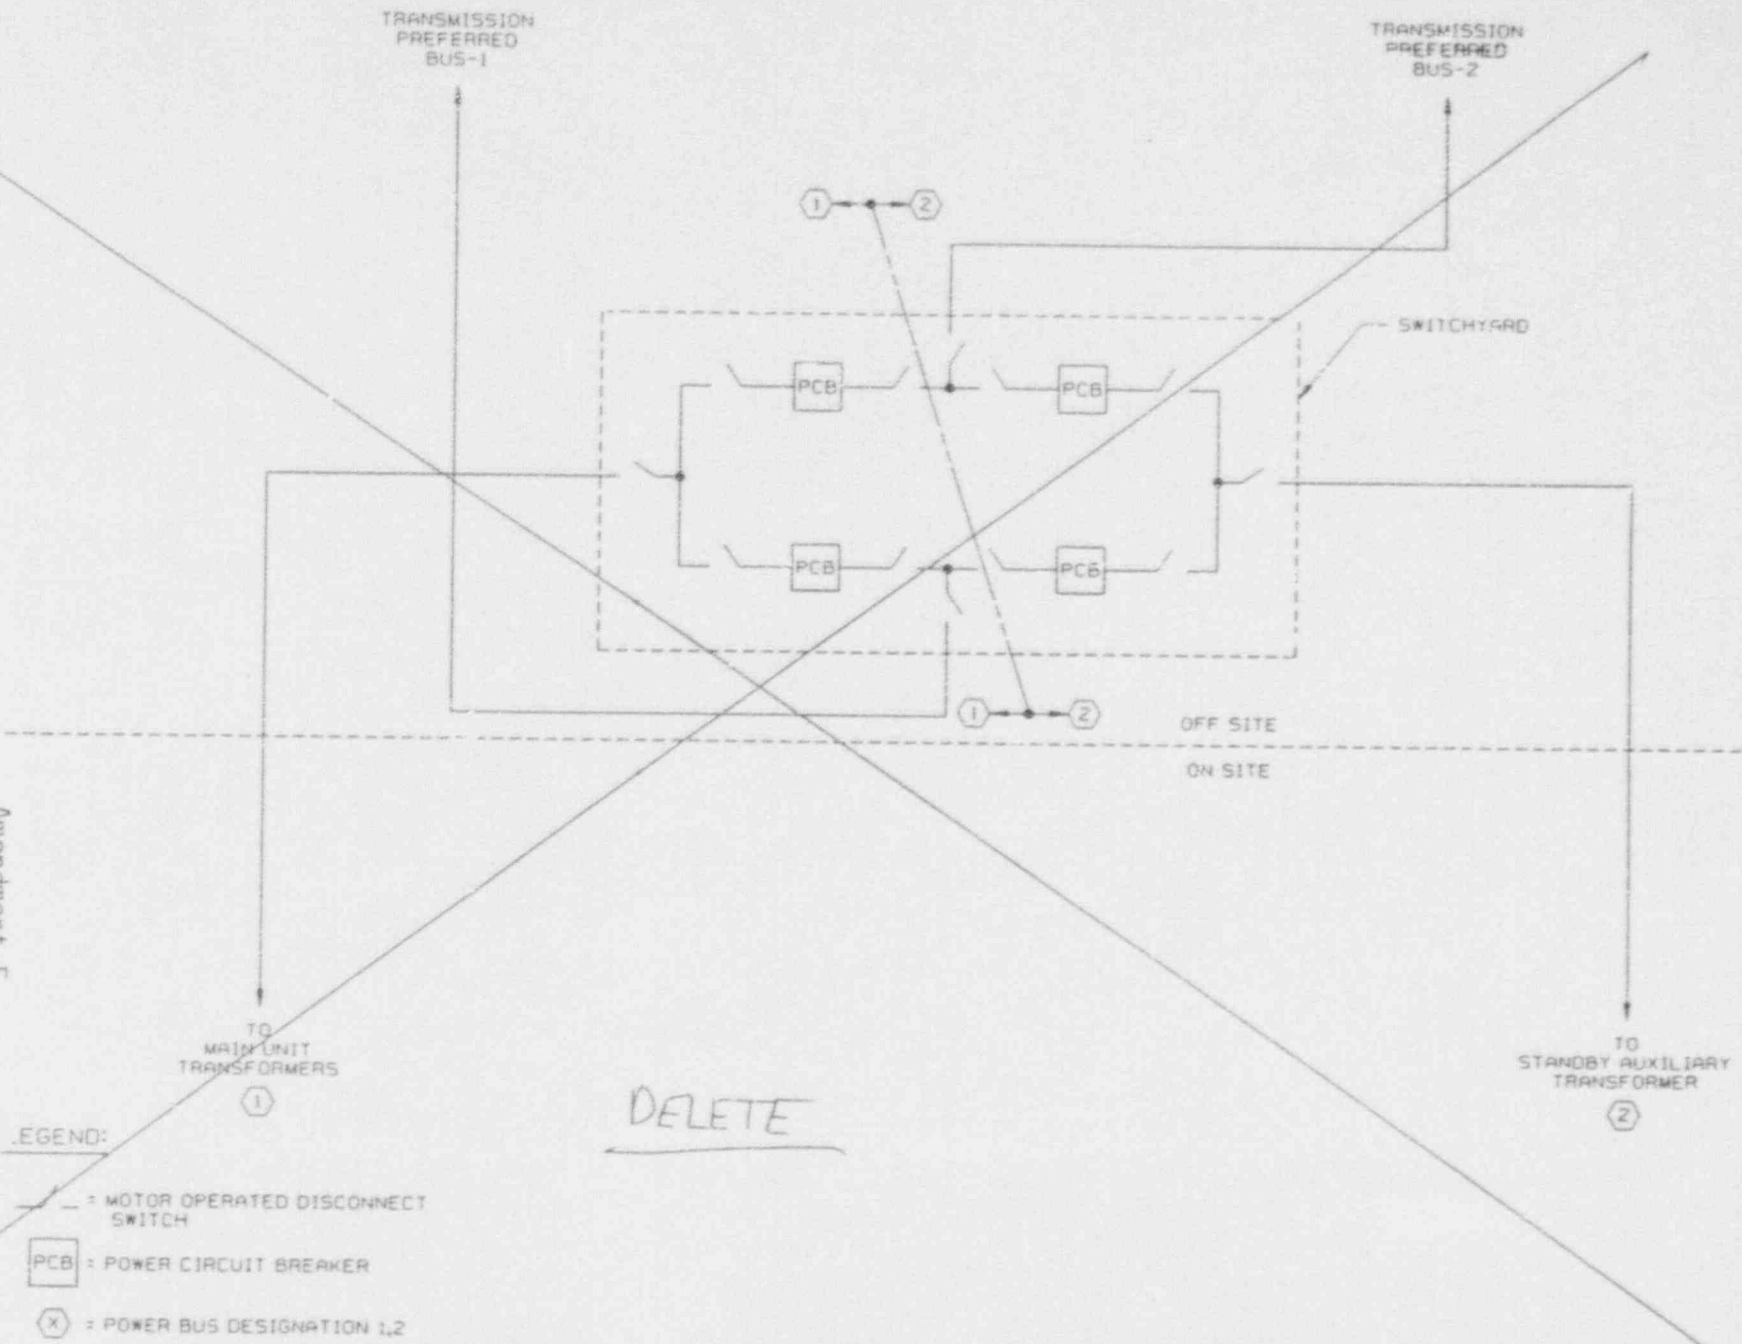 TRANSMISSION
PREFERRED
BUS-1
TRANSMISSION
PREFERRED
BUS-2
1
2
SWITCHYARD
PCB
PCB
PCB
PCB
1
2
OFF SITE
ON SITE
TO
MAIN UNIT
TRANSFORMERS
1
TO
STANDBY AUXILIARY
TRANSFORMER
2
DELETE
EGEND:
= MOTOR OPERATED DISCONNECT
SWITCH
PCB = POWER CIRCUIT BREAKER
X = POWER BUS DESIGNATION 1,2